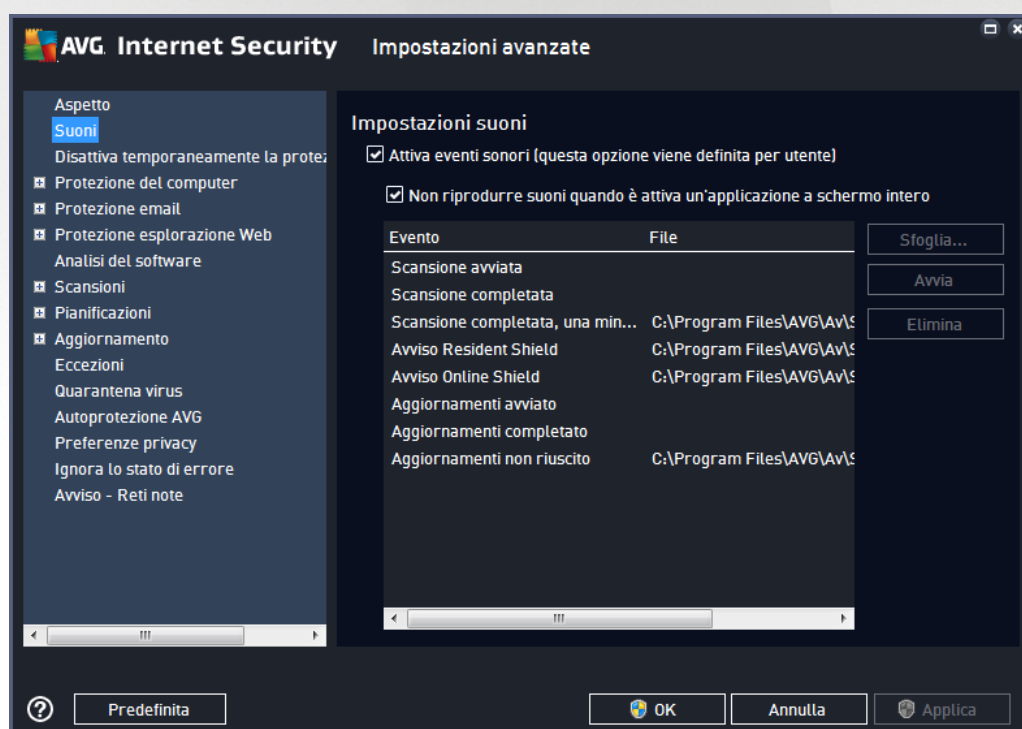 AVG. Internet Security Impostazioni avanzate
Aspetto
Suoni
Disattiva temporaneamente la
Protezione del computer
Protezione email
Protezione esplorazione Web
Analisi del software
Scansioni
Pianificazioni
Aggiornamento
Eccezioni
Quarantena virus
Autoprotezione AVG
Preferenze privacy
Ignora lo stato di errore
Avviso - Reti note
Impostazioni suoni
Attiva eventi sonori (questa opzione viene definita per utente)
Non riprodurre suoni quando è attiva un'applicazione a schermo intero
Evento File
Scansione avviata
Scansione completata
Scansione completata, una min... C:\Program Files\AVG\Av\S
Avviso Resident Shield C:\Program Files\AVG\Av\S
Avviso Online Shield C:\Program Files\AVG\Av\S
Aggiornamenti avviato
Aggiornamenti completato
Aggiornamenti non riuscito C:\Program Files\AVG\Av\S
Sfoglia...
Avvia
Elimina
? Predefinita OK Annulla Applica